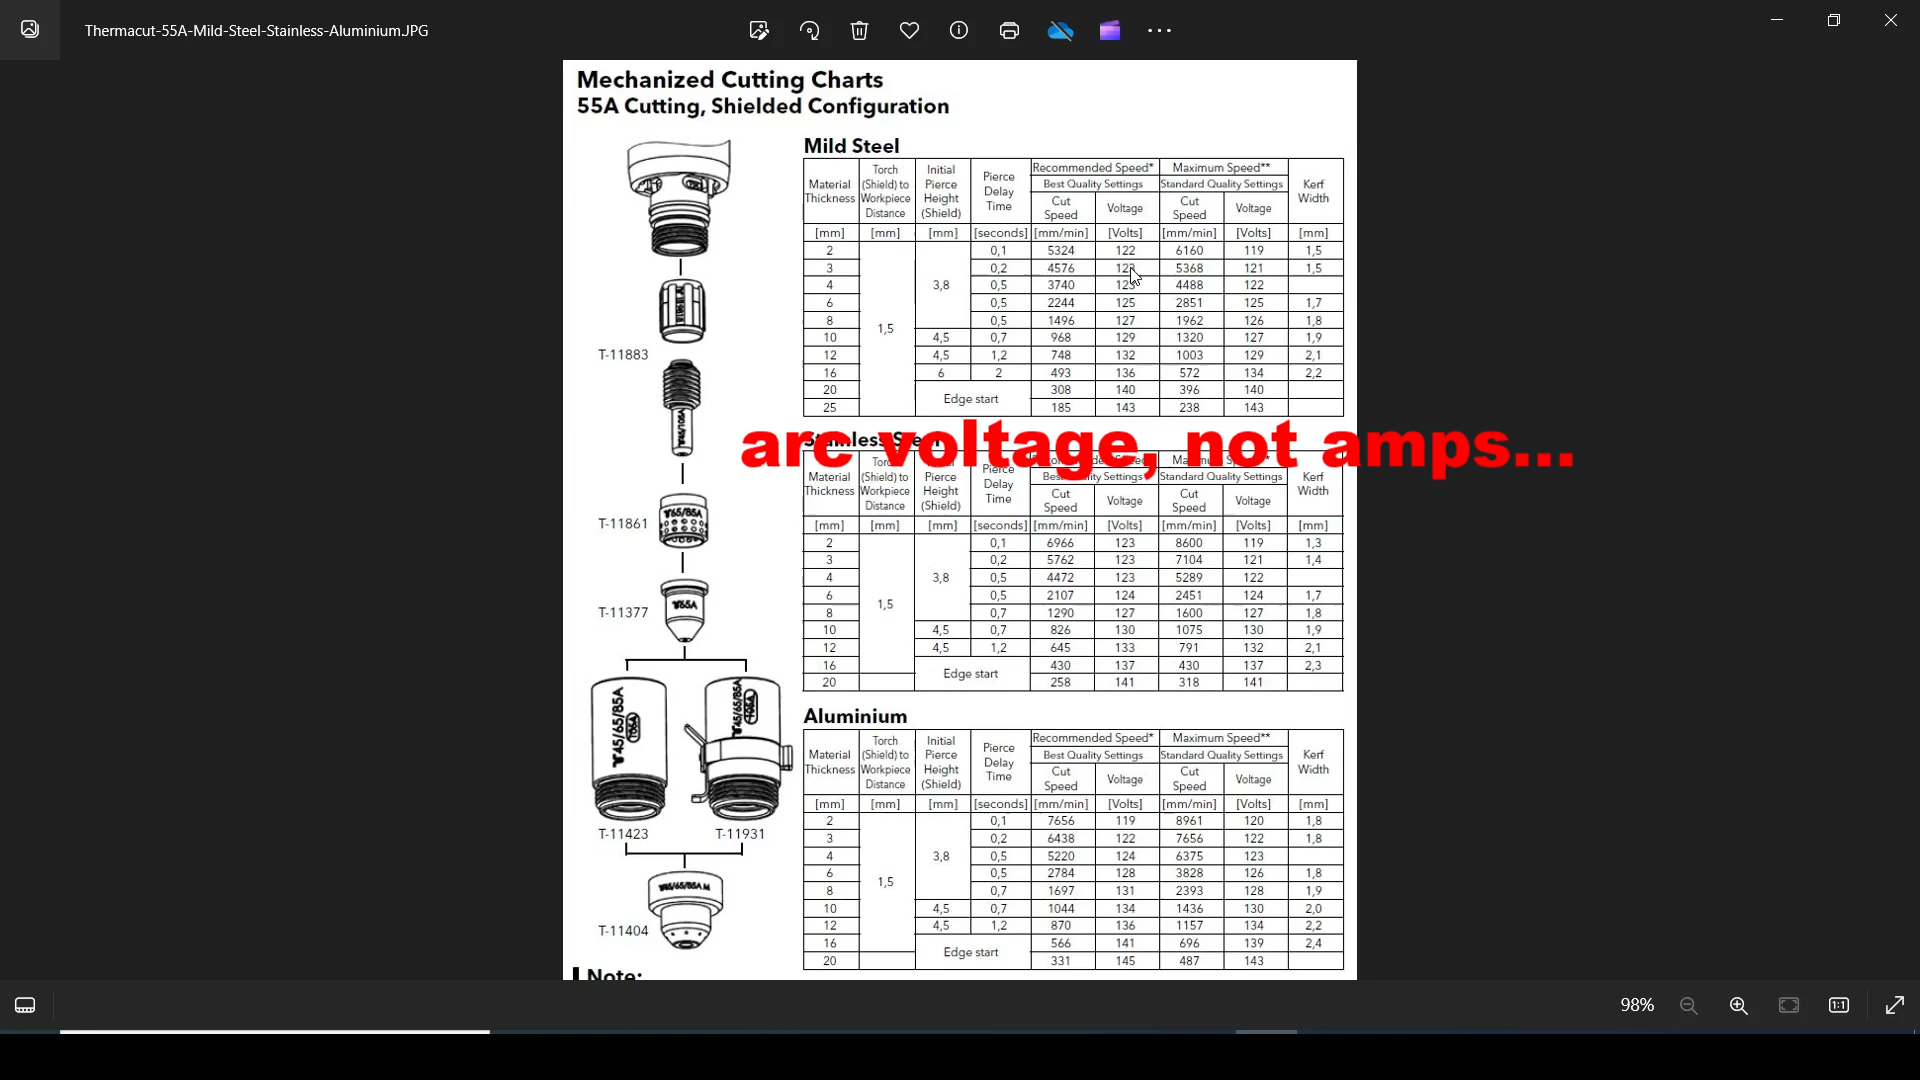 Thermacut-55A-Mild-Steel-Stainless-Aluminium.JPG
Mechanized Cutting Charts
55A Cutting, Shielded Configuration
Mild Steel
Material Thickness Torch (Shield) to Workpiece Distance Initial Pierce Height (Shield) Pierce Delay Time Recommended Speed* Maximum Speed** Kerf Width
Best Quality Settings Standard Quality Settings
Cut Speed Voltage Cut Speed Voltage
[mm] [mm] [mm] [seconds] [mm/min] [Volts] [mm/min] [Volts] [mm]
2 1,5 3,8 0,1 5324 122 6160 119 1,5
3 0,2 4576 5368 121 1,5
4 0,5 3740 4488 122
6 0,5 2244 125 2851 125 1,7
8 0,5 1496 127 1962 126 1,8
10 4,5 0,7 968 129 1320 127 1,9
12 4,5 1,2 748 132 1003 129 2,1
16 6 2 493 136 572 134 2,2
20 Edge start 308 140 396 140
25 185 143 238 143
arc voltage, not amps...
Material Thickness (Shield) to Workpiece Distance Pierce Height (Shield) Pierce Delay Time Kerf Width
Best Quality Settings Standard Quality Settings
Cut Speed Voltage Cut Speed Voltage
[mm] [mm] [mm] [seconds] [mm/min] [Volts] [mm/min] [Volts] [mm]
2 1,5 3,8 0,1 6966 123 8600 119 1,3
3 0,2 5762 123 7104 121 1,4
4 0,5 4472 123 5289 122
6 0,5 2107 124 2451 124 1,7
8 0,7 1290 127 1600 127 1,8
10 4,5 0,7 826 130 1075 130 1,9
12 4,5 1,2 645 133 791 132 2,1
16 Edge start 430 137 430 137 2,3
20 258 141 318 141
Aluminium
Material Thickness Torch (Shield) to Workpiece Distance Initial Pierce Height (Shield) Pierce Delay Time Recommended Speed* Maximum Speed** Kerf Width
Best Quality Settings Standard Quality Settings
Cut Speed Voltage Cut Speed Voltage
[mm] [mm] [mm] [seconds] [mm/min] [Volts] [mm/min] [Volts] [mm]
2 1,5 3,8 0,1 7656 119 8961 120 1,8
3 0,2 6438 122 7656 122 1,8
4 0,5 5220 124 6375 123
6 0,5 2784 128 3828 126 1,8
8 0,7 1697 131 2393 128 1,9
10 4,5 0,7 1044 134 1436 130 2,0
12 4,5 1,2 870 136 1157 134 2,2
16 Edge start 566 141 696 139 2,4
20 331 145 487 143
T-11883
T-11861
65/85A
T-11377
T-11423
45/65/85A
T-11931
45/65/85A
T-11404
Note:
98%
1:1